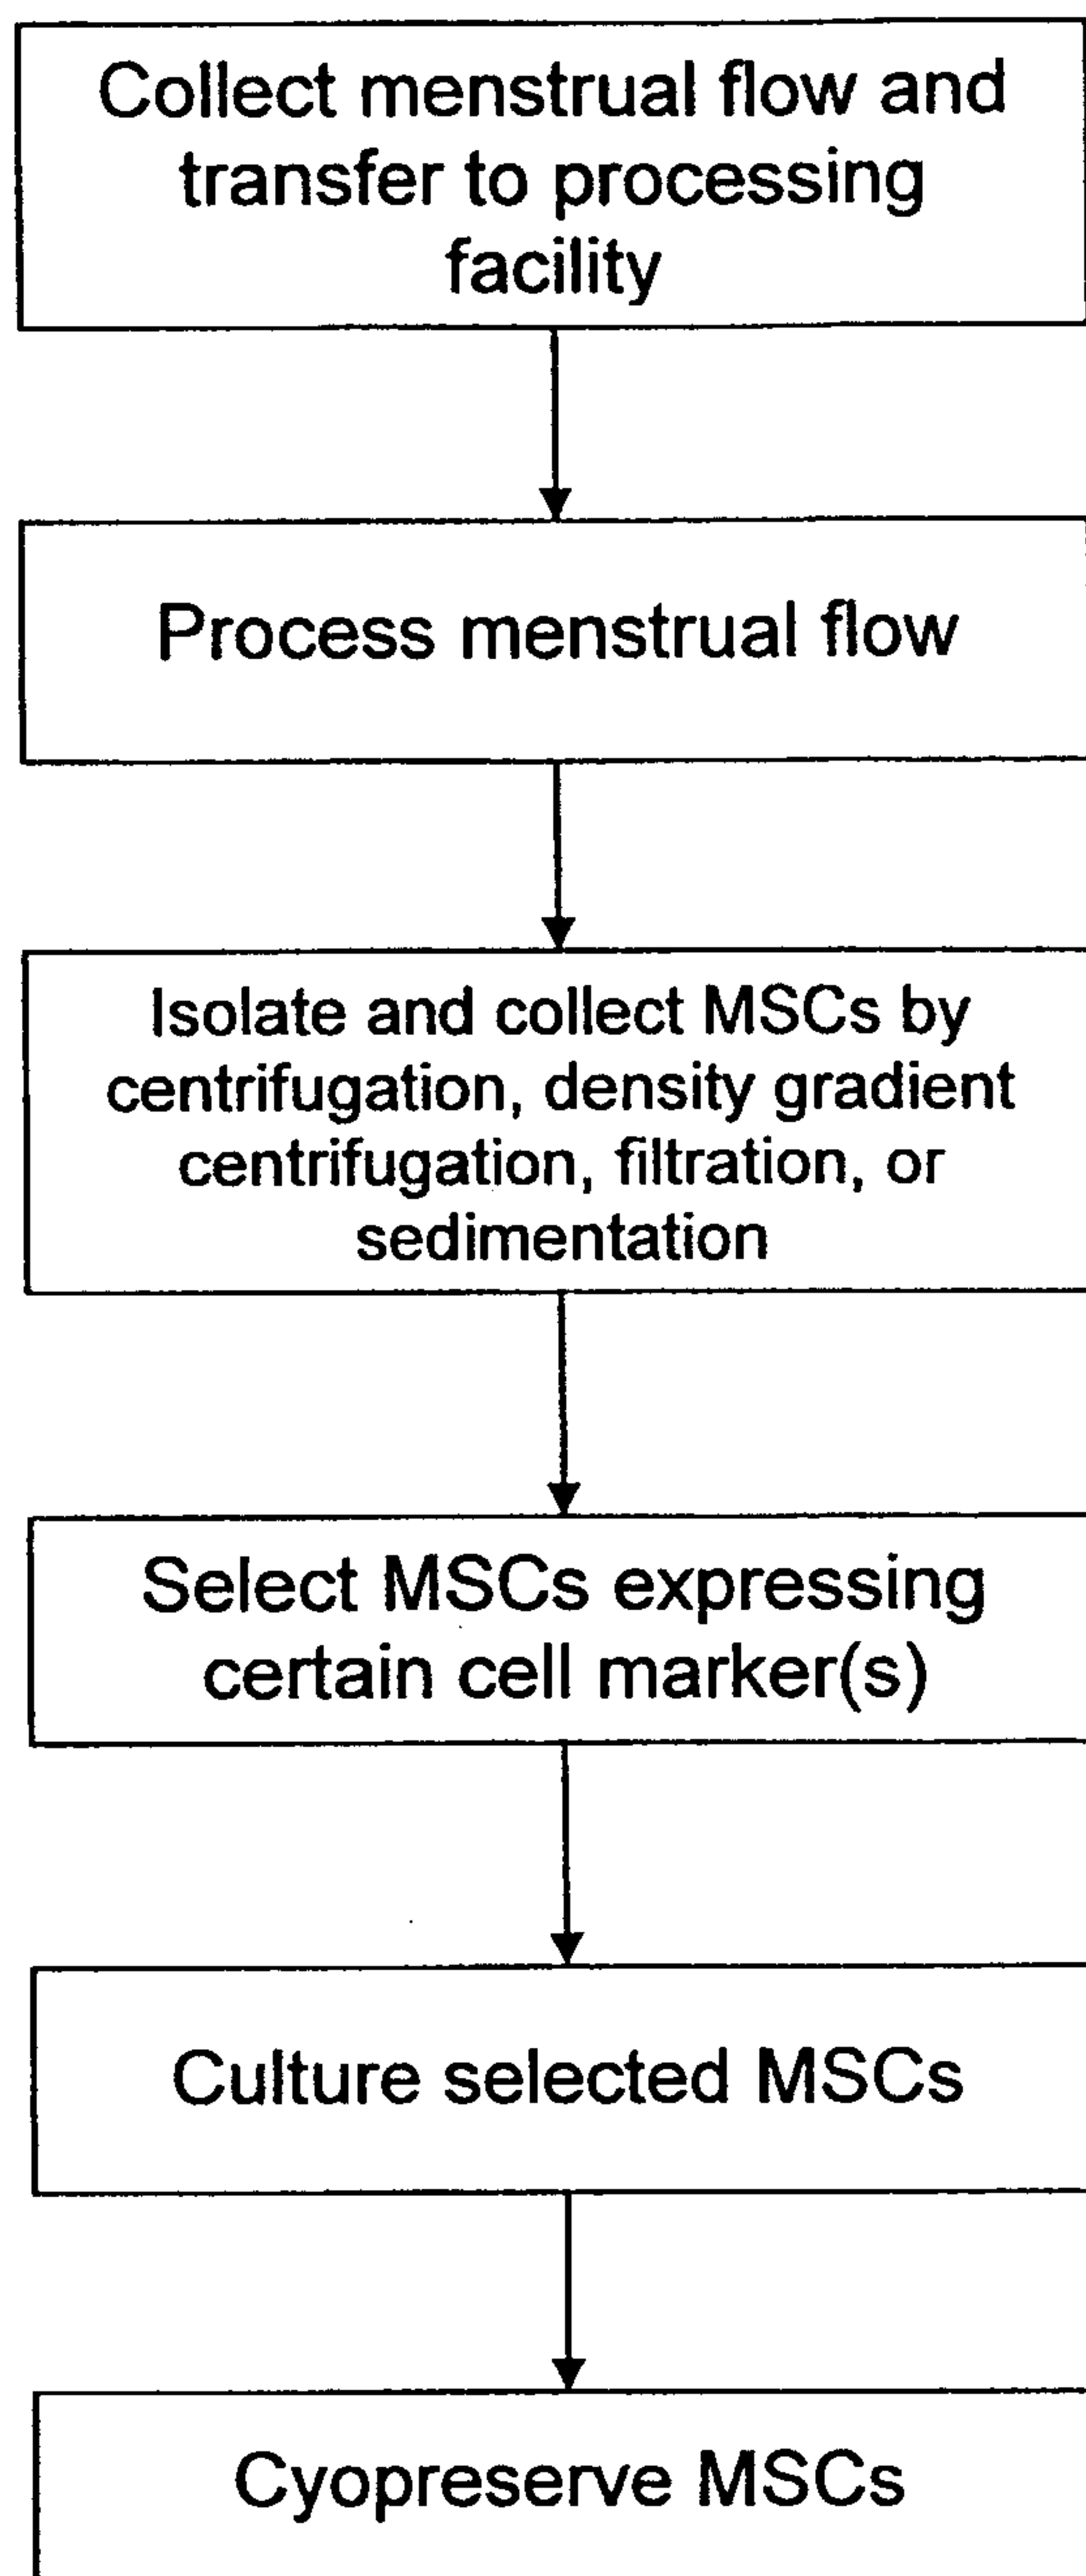 Collect menstrual flow and
transfer to processing
facility
Process menstrual flow
Isolate and collect MSCs by
centrifugation, density gradient
centrifugation, filtration, or
sedimentation
Select MSCs expressing
certain cell marker(s)
Culture selected MSCs
Cyopreserve MSCs